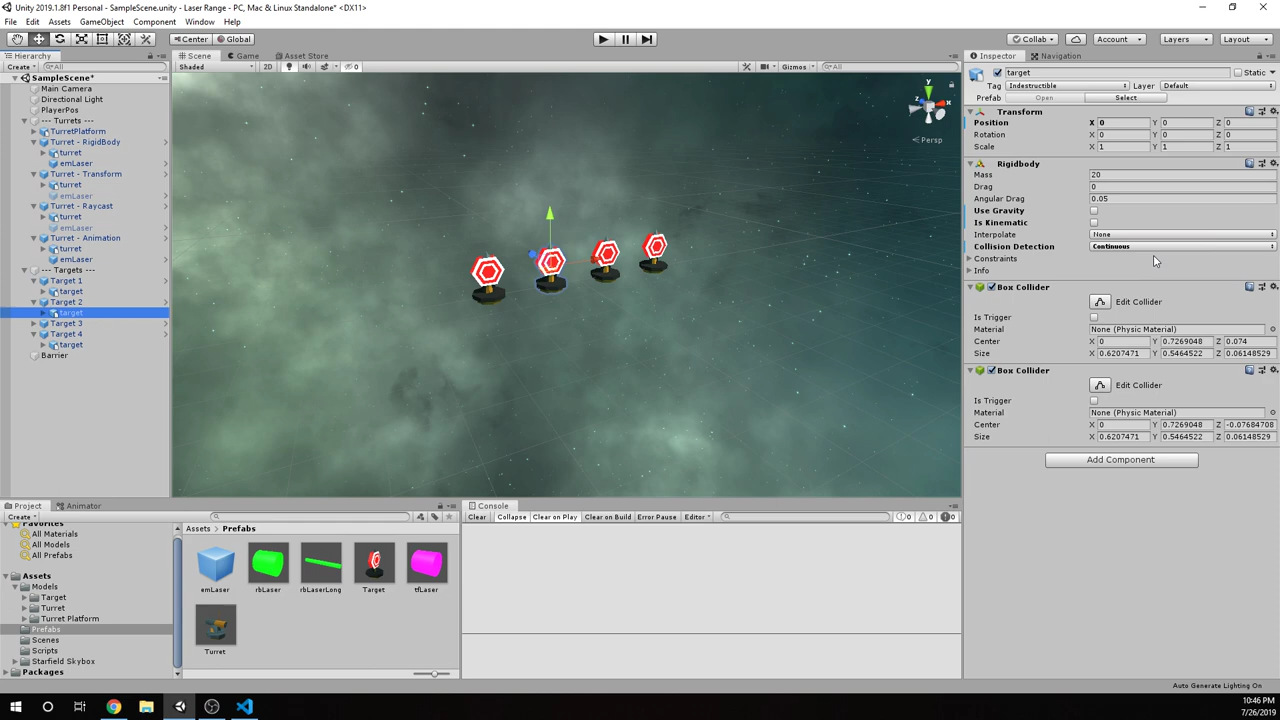 Unity 2019.1.8f1 Personal - SampleScene.unity - Laser Range - PC, Mac & Linux Standalone* <DX11>
File Edit Assets GameObject Component Window Help
Center Global Collab Account Layers Layout
Hierarchy
Create All
SampleScene*
Main Camera
Directional Light
PlayerPos
--- Turrets ---
TurretPlatform
Turret - RigidBody
turret
emLaser
Turret - Transform
turret
emLaser
Turret - Raycast
turret
emLaser
Turret - Animation
turret
emLaser
--- Targets ---
Target 1
target
Target 2
target
Target 3
Target 4
target
Barrier
Scene Game Asset Store
Shaded 2D 0 Gizmos All
y
x
Persp
Inspector Navigation
target Static
Tag Indestructible Layer Default
Prefab Open Select
Transform
Position X 0 Y 0 Z 0
Rotation X 0 Y 0 Z 0
Scale X 1 Y 1 Z 1
Rigidbody
Mass 20
Drag 0
Angular Drag 0.05
Use Gravity
Is Kinematic
Interpolate None
Collision Detection Continuous
Constraints
Info
Box Collider
Edit Collider
Is Trigger
Material None (Physic Material)
Center X 0 Y 0.7269048 Z 0.074
Size X 0.6207471 Y 0.5464522 Z 0.06148529
Box Collider
Edit Collider
Is Trigger
Material None (Physic Material)
Center X 0 Y 0.7269048 Z -0.07684708
Size X 0.6207471 Y 0.5464522 Z 0.06148529
Add Component
Project Animator
Create
Favorites
All Materials
All Models
All Prefabs
Assets
Models
Target
Turret
Turret Platform
Prefabs
Scenes
Scripts
Starfield Skybox
Packages
Assets Prefabs
emLaser rbLaser rbLaserLong Target tfLaser
Turret
Console
Clear Collapse Clear on Play Clear on Build Error Pause Editor 0 0 0
Auto Generate Lighting On
10:46 PM
7/26/2019